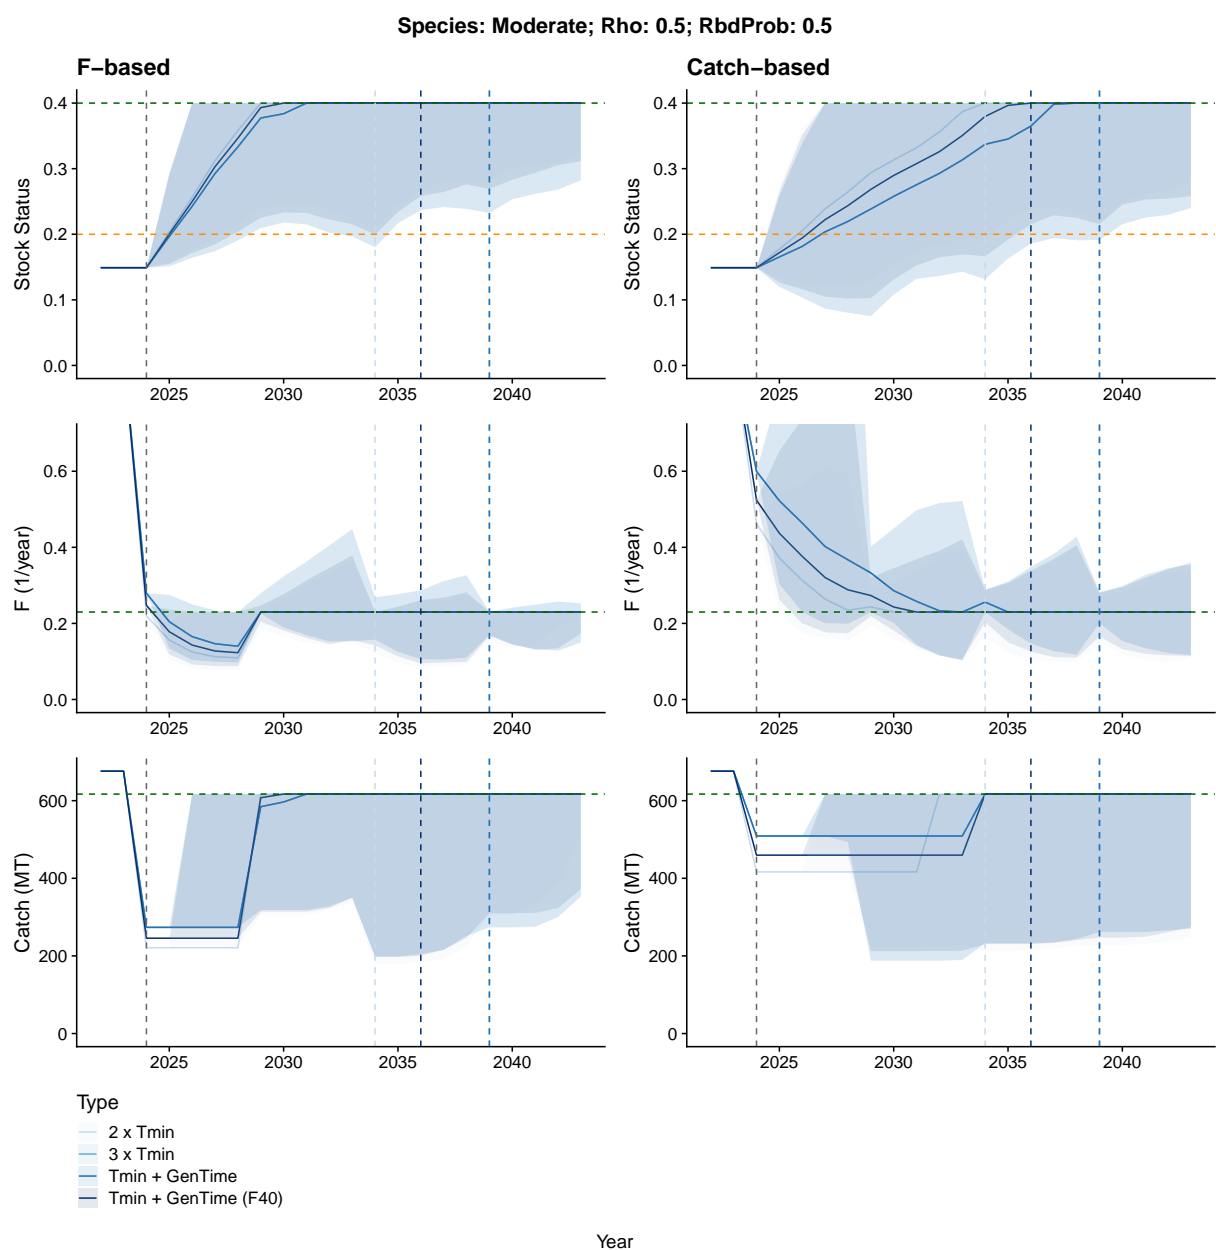 Species: Moderate; Rho: 0.5; RbdProb: 0.5
F−based
Catch−based
Stock Status
0.4
0.3
0.2
0.1
0.0
2025 2030 2035 2040
Stock Status
0.4
0.3
0.2
0.1
0.0
2025 2030 2035 2040
F (1/year)
0.6
0.4
0.2
0.0
2025 2030 2035 2040
F (1/year)
0.6
0.4
0.2
0.0
2025 2030 2035 2040
Catch (MT)
600
400
200
0
2025 2030 2035 2040
Catch (MT)
600
400
200
0
2025 2030 2035 2040
Type
2 x Tmin
3 x Tmin
Tmin + GenTime
Tmin + GenTime (F40)
Year